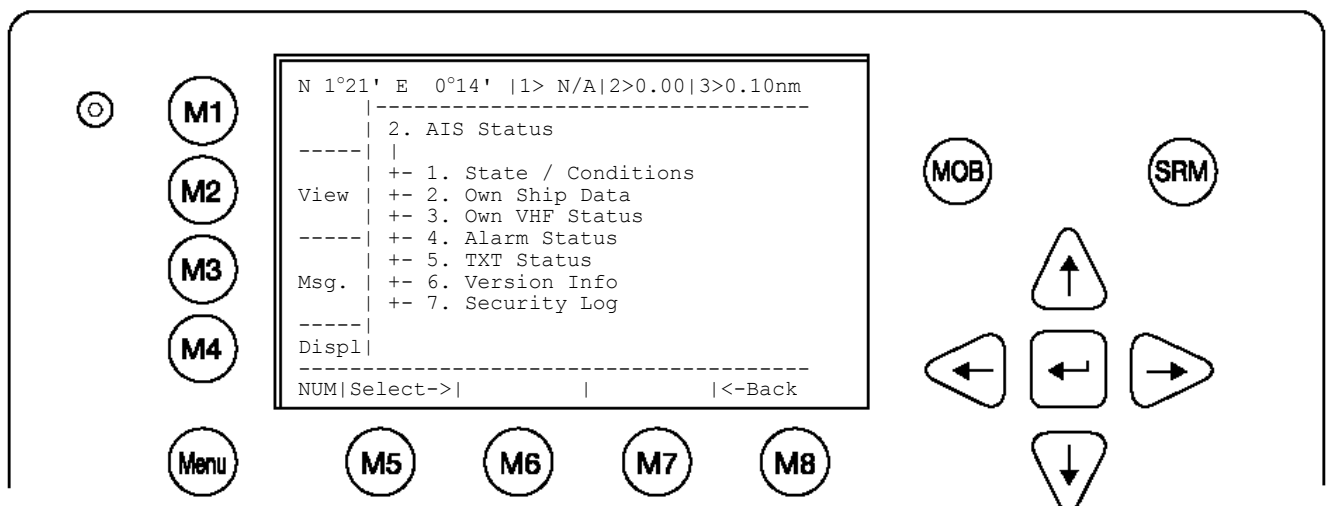 N 1°21' E 0°14' |1> N/A|2>0.00|3>0.10nm
|----------------------------------
| 2. AIS Status
-----| |
| +- 1. State / Conditions
View | +- 2. Own Ship Data
| +- 3. Own VHF Status
-----| +- 4. Alarm Status
| +- 5. TXT Status
Msg. | +- 6. Version Info
| +- 7. Security Log
-----|
Displ|
----------------------------------------
NUM|Select->| | |<-Back
M1
M2
M3
M4
Menu
M5
M6
M7
M8
MOB
SRM